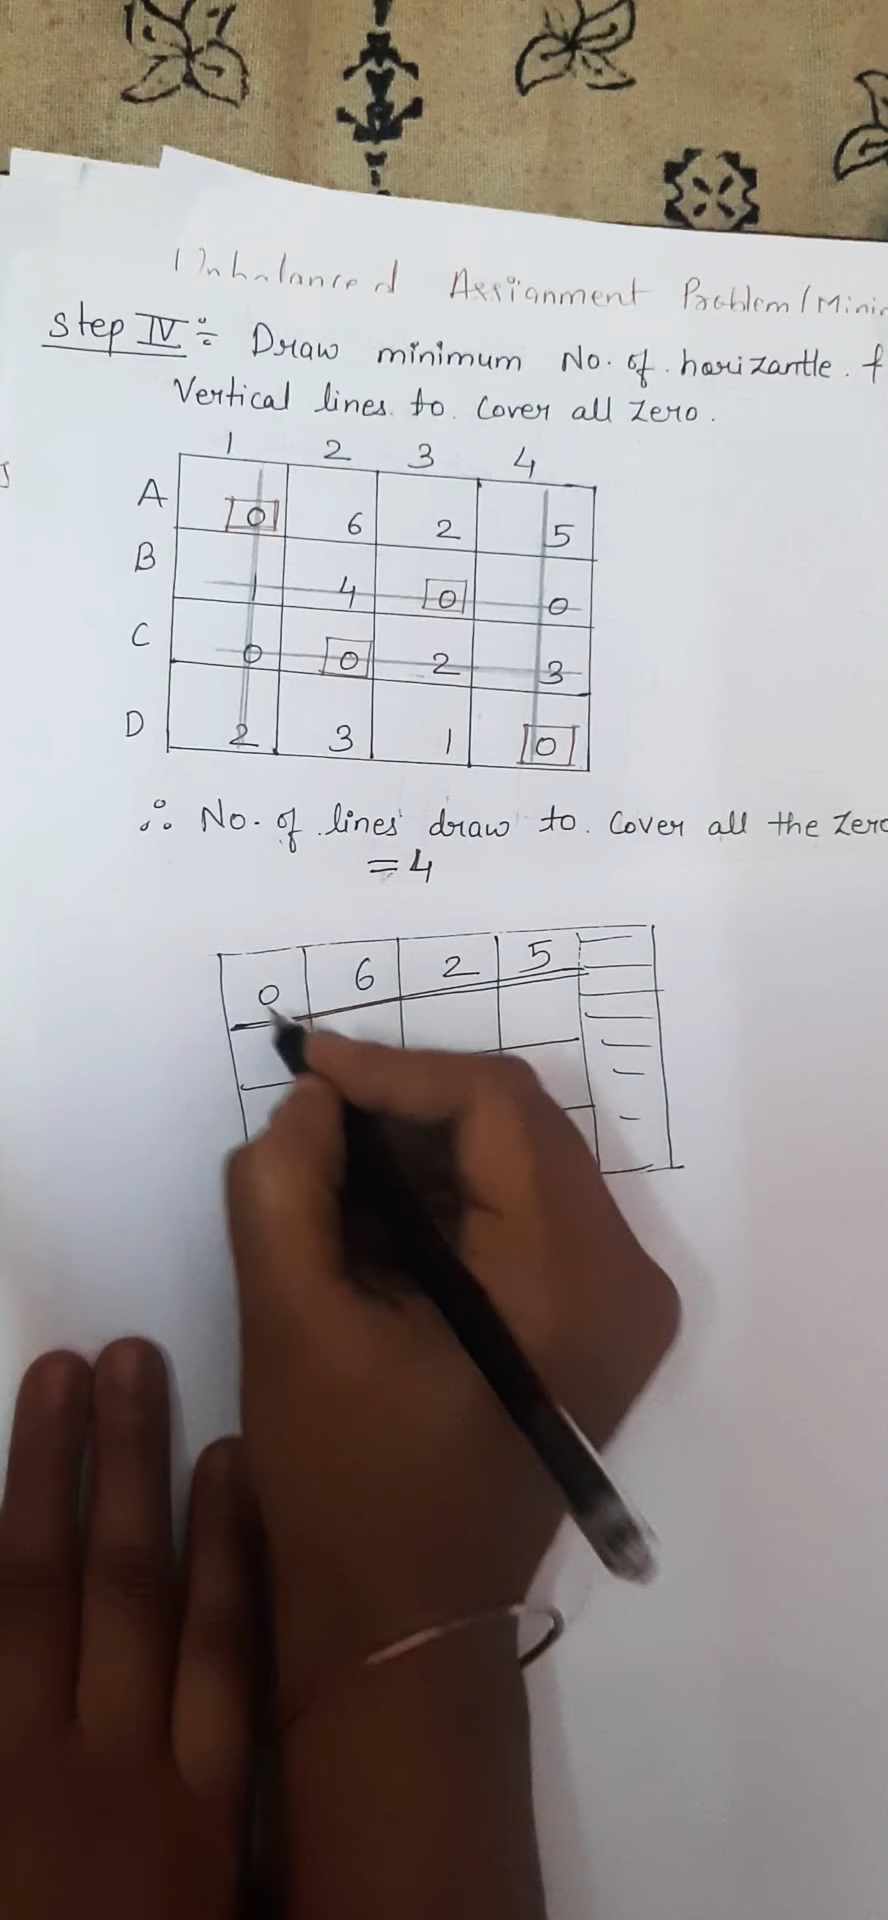 Unbalanced Assignment Problem / Minim
Step IV ÷ Draw minimum No. of. horizantle. f
Vertical lines. to. Cover all Zero.
1 2 3 4
A 0 6 2 5
B 1 4 0 0
C 0 0 2 3
D 2 3 1 0
∴ No. of lines draw to. Cover all the Zero
= 4
0 6 2 5